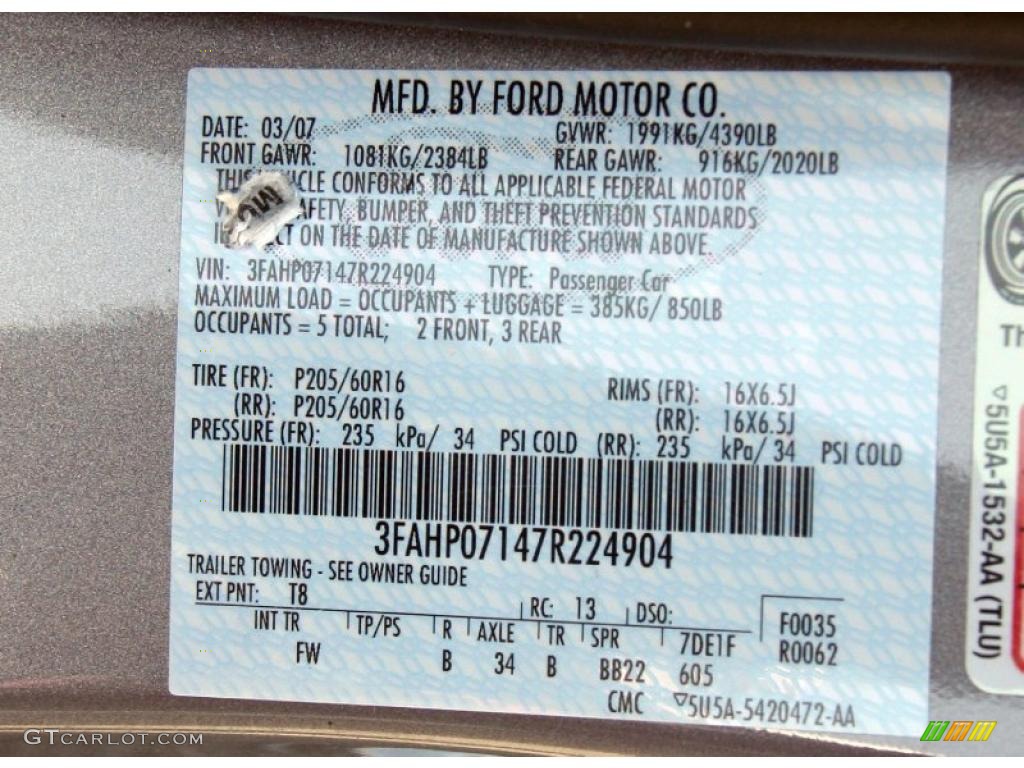 MFD. BY FORD MOTOR CO.
DATE: 03/07 GVWR: 1991KG/4390LB
FRONT GAWR: 1081KG/2384LB REAR GAWR: 916KG/2020LB
CONFORMS TO ALL APPLICABLE FEDERAL MOTOR
BUMPER, AND THEFT PREVENTION STANDARDS
ON THE DATE OF MANUFACTURE SHOWN ABOVE.
VIN: 3FAHP07147R224904 TYPE: Passenger Car
MAXIMUM LOAD = OCCUPANTS + LUGGAGE = 385KG/ 850LB
OCCUPANTS = 5 TOTAL; 2 FRONT, 3 REAR
TIRE (FR): P205/60R16 RIMS (FR): 16X6.5J
(RR): P205/60R16 (RR): 16X6.5J
PRESSURE (FR): 235 kPa/ 34 PSI COLD (RR): 235 kPa/ 34 PSI COLD
3FAHP07147R224904
TRAILER TOWING - SEE OWNER GUIDE
EXT PNT: T8 RC: 13 DSO: F0035
INT TR TP/PS R AXLE TR SPR 7DE1F R0062
FW B 34 B BB22 605
CMC 5U5A-5420472-AA
5U5A-1532-AA (TLU)
GTCARLOT.COM